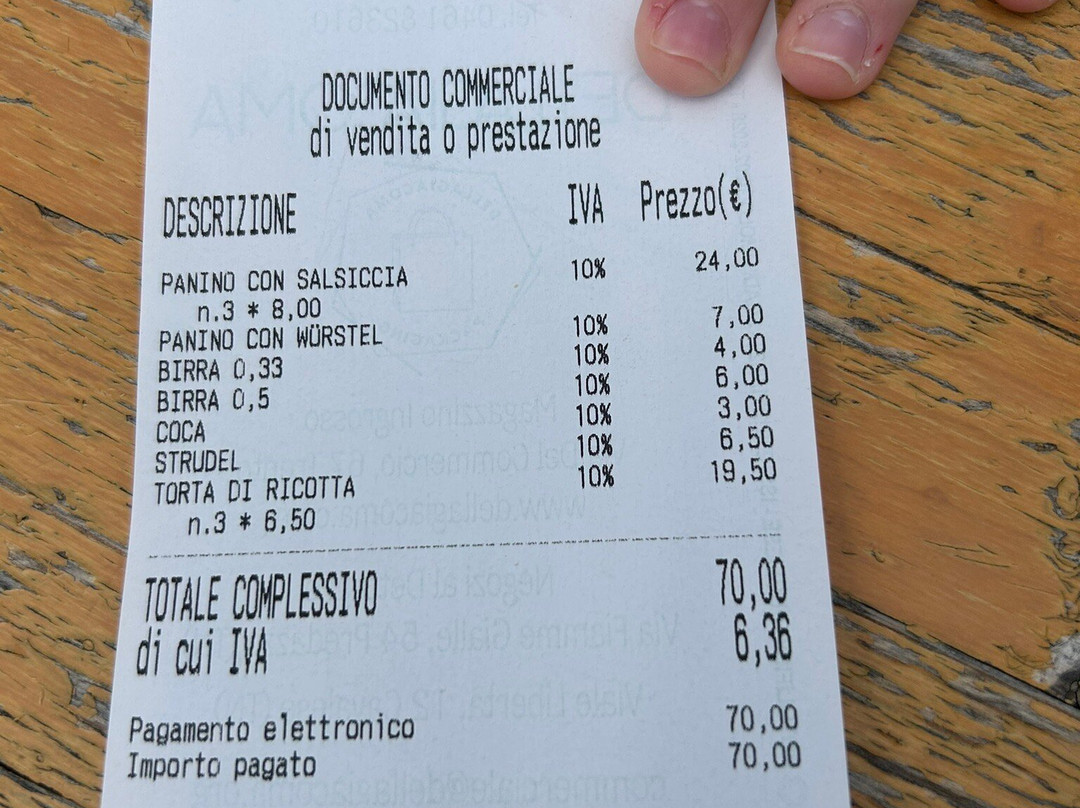 DOCUMENTO COMMERCIALE
di vendita o prestazione
DESCRIZIONE IVA Prezzo(€)
PANINO CON SALSICCIA 10% 24,00
n.3 * 8,00
PANINO CON WÜRSTEL 10% 7,00
BIRRA 0,33 10% 4,00
BIRRA 0,5 10% 6,00
COCA 10% 3,00
STRUDEL 10% 6,50
TORTA DI RICOTTA 10% 19,50
n.3 * 6,50
TOTALE COMPLESSIVO 70,00
di cui IVA 6,36
Pagamento elettronico 70,00
Importo pagato 70,00